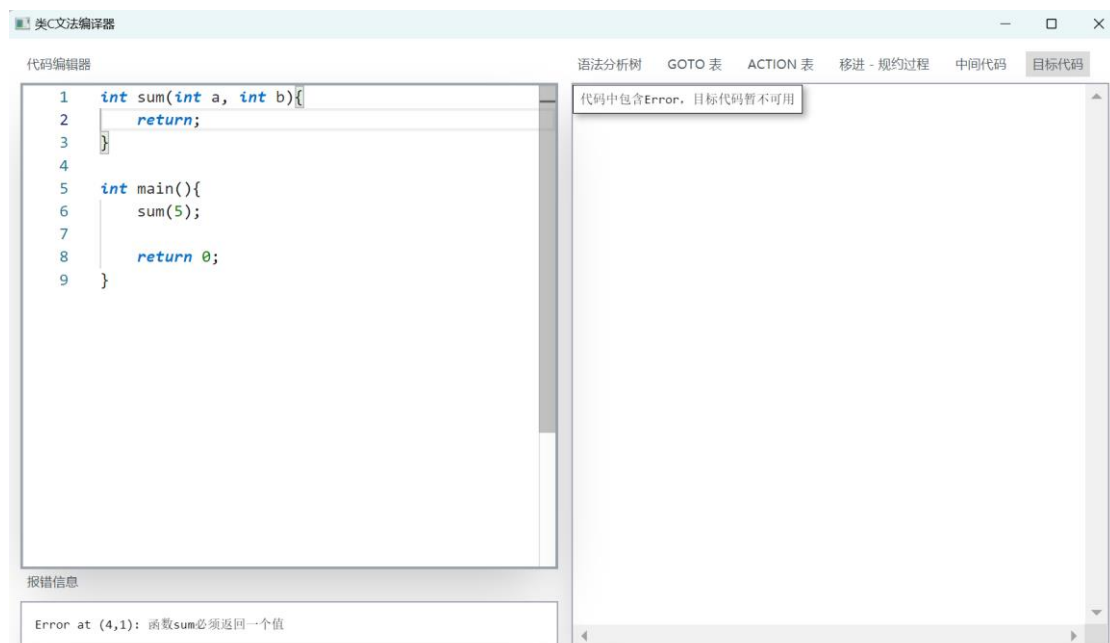 类C文法编译器
代码编辑器
语法分析树 GOTO 表 ACTION 表 移进 - 规约过程 中间代码 目标代码
1 int sum(int a, int b){
2 return;
3 }
4
5 int main(){
6 sum(5);
7
8 return 0;
9 }
代码中包含Error，目标代码暂不可用
报错信息
Error at (4,1): 函数sum必须返回一个值